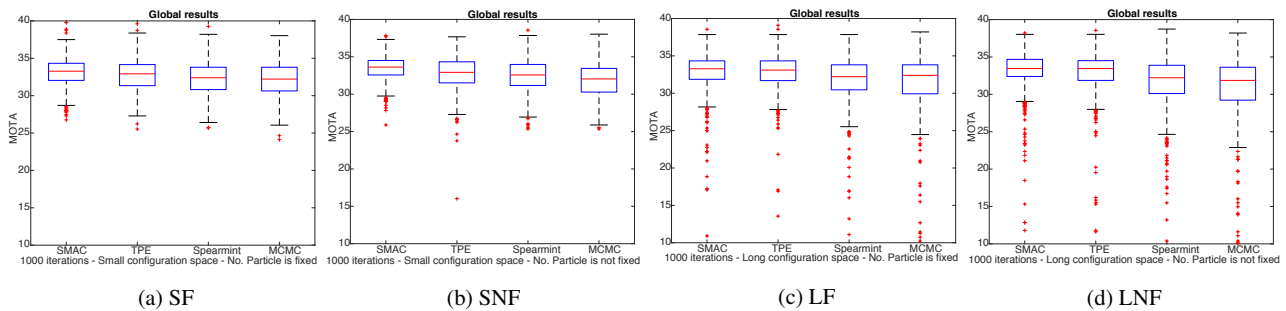 Global results
MOTA
40
35
30
25
20
15
10
SMAC TPE Spearmint MCMC
1000 iterations - Small configuration space - No. Particle is fixed
(a) SF
Global results
MOTA
40
35
30
25
20
15
10
SMAC TPE Spearmint MCMC
1000 iterations - Small configuration space - No. Particle is not fixed
(b) SNF
Global results
MOTA
40
35
30
25
20
15
10
SMAC TPE Spearmint MCMC
1000 iterations - Long configuration space - No. Particle is fixed
(c) LF
Global results
MOTA
40
35
30
25
20
15
10
SMAC TPE Spearmint MCMC
1000 iterations - Long configuration space - No. Particle is not fixed
(d) LNF